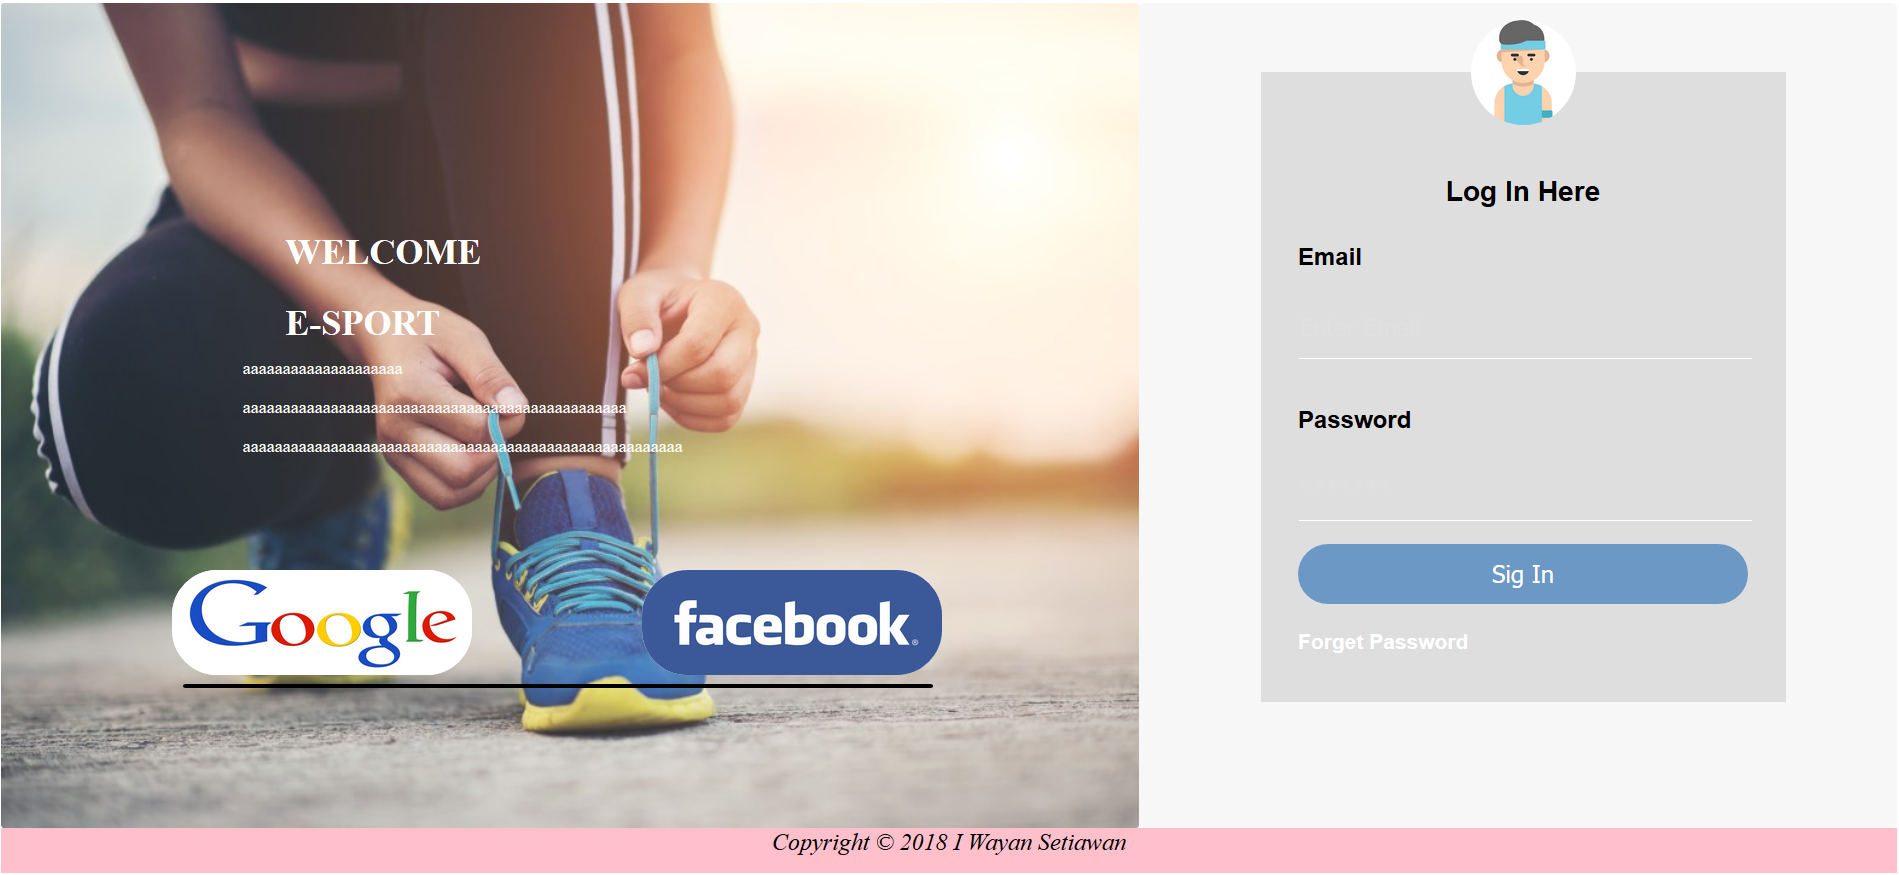 WELCOME
E-SPORT
aaaaaaaaaaaaaaaaaaaa
aaaaaaaaaaaaaaaaaaaaaaaaaaaaaaaaaaaaaaaaaaaaaaaa
aaaaaaaaaaaaaaaaaaaaaaaaaaaaaaaaaaaaaaaaaaaaaaaaaaaaaaa
Google
facebook®
Log In Here
Email
Enter Email
Password
Sig In
Forget Password
Copyright © 2018 I Wayan Setiawan